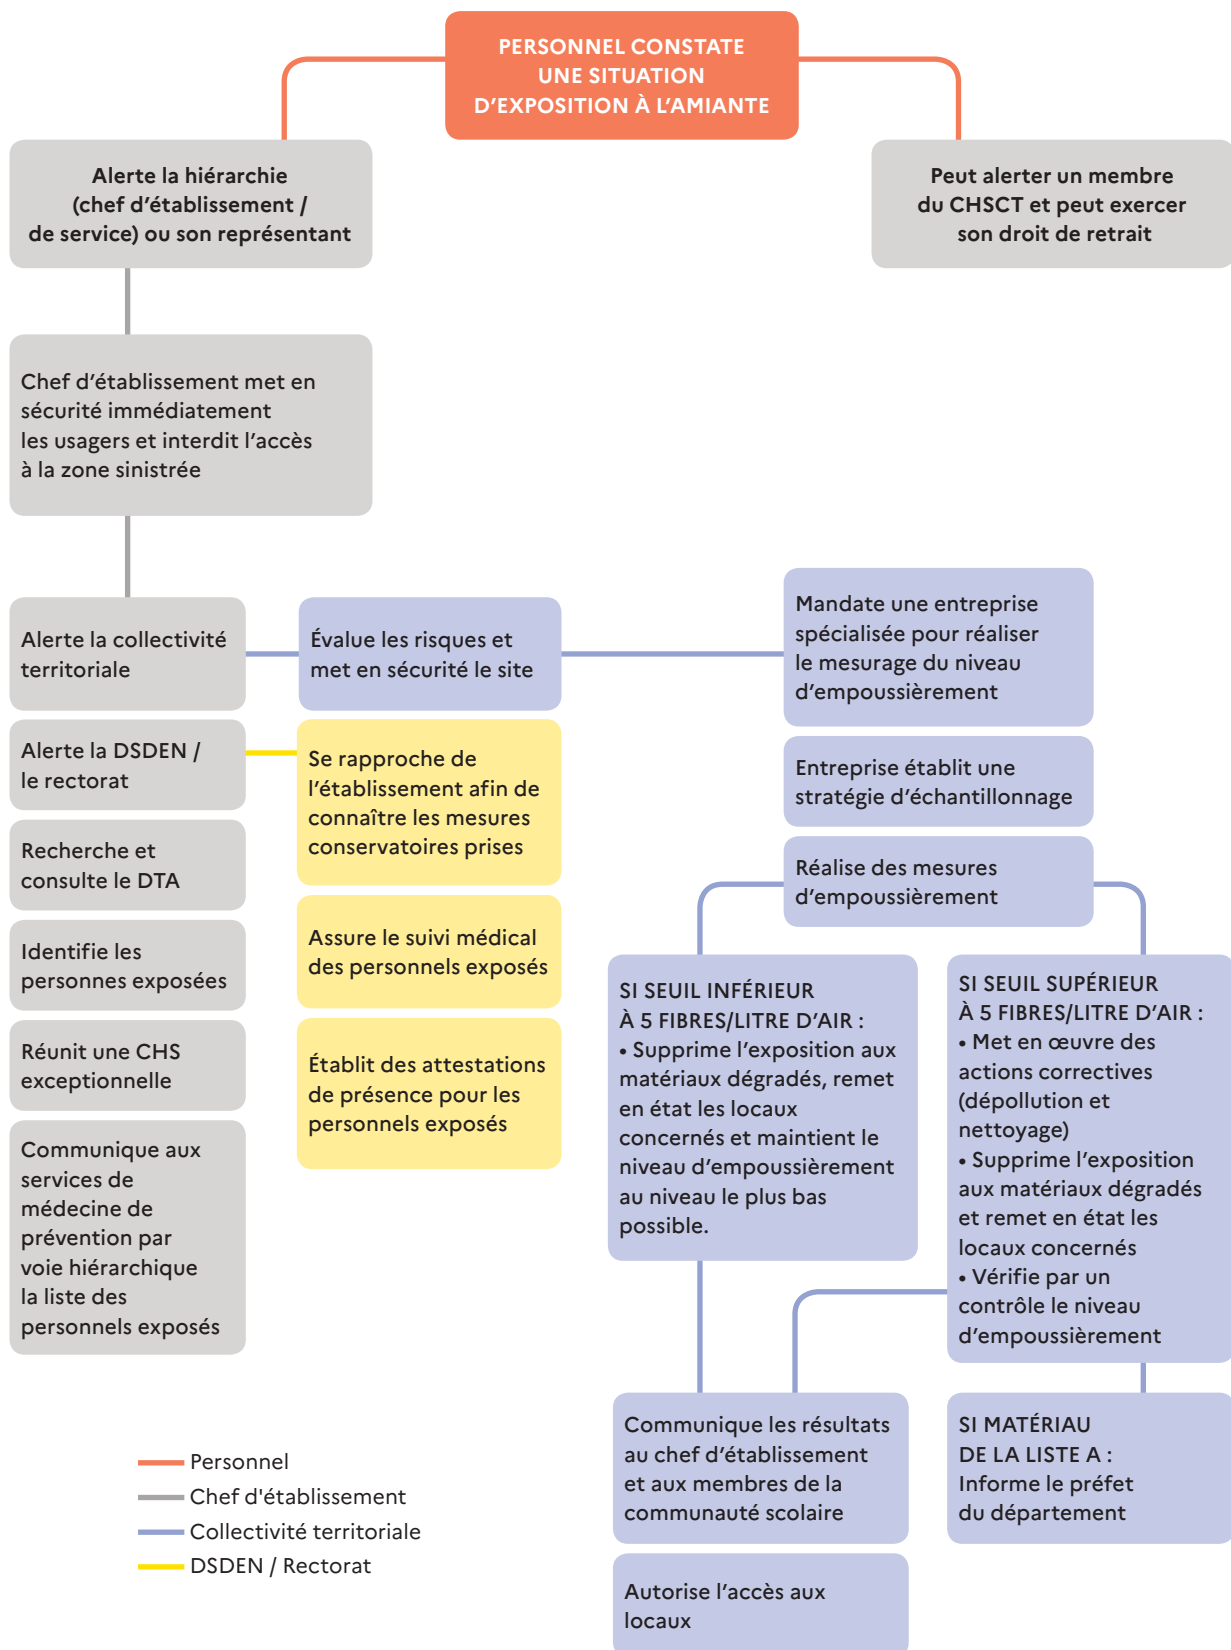 PERSONNEL CONSTATE
UNE SITUATION
D'EXPOSITION À L'AMIANTE
Alerte la hiérarchie
(chef d'établissement /
de service) ou son représentant
Peut alerter un membre
du CHSCT et peut exercer
son droit de retrait
Chef d'établissement met en
sécurité immédiatement
les usagers et interdit l'accès
à la zone sinistrée
Alerte la collectivité
territoriale
Évalue les risques et
met en sécurité le site
Mandate une entreprise
spécialisée pour réaliser
le mesurage du niveau
d'empoussièrement
Alerte la DSDEN /
le rectorat
Se rapproche de
l'établissement afin de
connaître les mesures
conservatoires prises
Entreprise établit une
stratégie d'échantillonnage
Recherche et
consulte le DTA
Réalise des mesures
d'empoussièrement
Identifie les
personnes exposées
Assure le suivi médical
des personnels exposés
Réunit une CHS
exceptionnelle
Établit des attestations
de présence pour les
personnels exposés
Communique aux
services de
médecine de
prévention par
voie hiérarchique
la liste des
personnels exposés
SI SEUIL INFÉRIEUR
À 5 FIBRES/LITRE D'AIR :
• Supprime l'exposition aux
matériaux dégradés, remet
en état les locaux
concernés et maintient le
niveau d'empoussièrement
au niveau le plus bas
possible.
SI SEUIL SUPÉRIEUR
À 5 FIBRES/LITRE D'AIR :
• Met en œuvre des
actions correctives
(dépollution et
nettoyage)
• Supprime l'exposition
aux matériaux dégradés
et remet en état les
locaux concernés
• Vérifie par un
contrôle le niveau
d'empoussièrement
Communique les résultats
au chef d'établissement
et aux membres de la
communauté scolaire
SI MATÉRIAU
DE LA LISTE A :
Informe le préfet
du département
Autorise l'accès aux
locaux
Personnel
Chef d'établissement
Collectivité territoriale
DSDEN / Rectorat